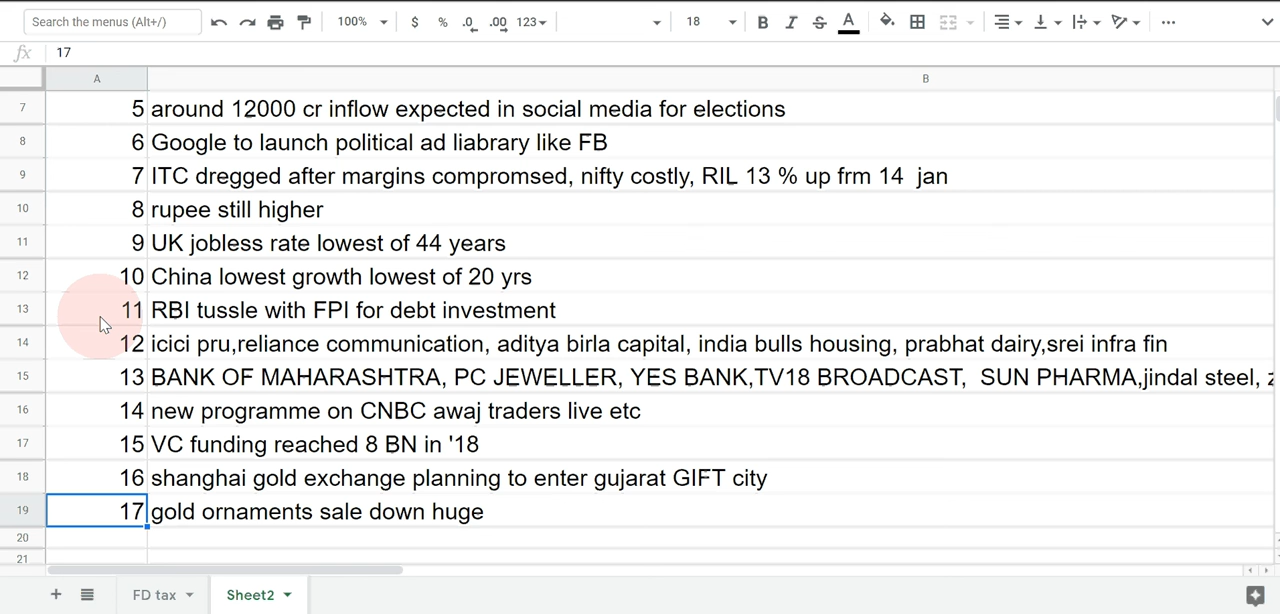 Search the menus (Alt+/) 100% $ % .0 .00 123 18 B I S A
fx 17
A B
7 5 around 12000 cr inflow expected in social media for elections
8 6 Google to launch political ad liabrary like FB
9 7 ITC dregged after margins compromsed, nifty costly, RIL 13 % up frm 14 jan
10 8 rupee still higher
11 9 UK jobless rate lowest of 44 years
12 10 China lowest growth lowest of 20 yrs
13 11 RBI tussle with FPI for debt investment
14 12 icici pru,reliance communication, aditya birla capital, india bulls housing, prabhat dairy,srei infra fin
15 13 BANK OF MAHARASHTRA, PC JEWELLER, YES BANK,TV18 BROADCAST, SUN PHARMA,jindal steel,
16 14 new programme on CNBC awaj traders live etc
17 15 VC funding reached 8 BN in '18
18 16 shanghai gold exchange planning to enter gujarat GIFT city
19 17 gold ornaments sale down huge
20
21
FD tax Sheet2